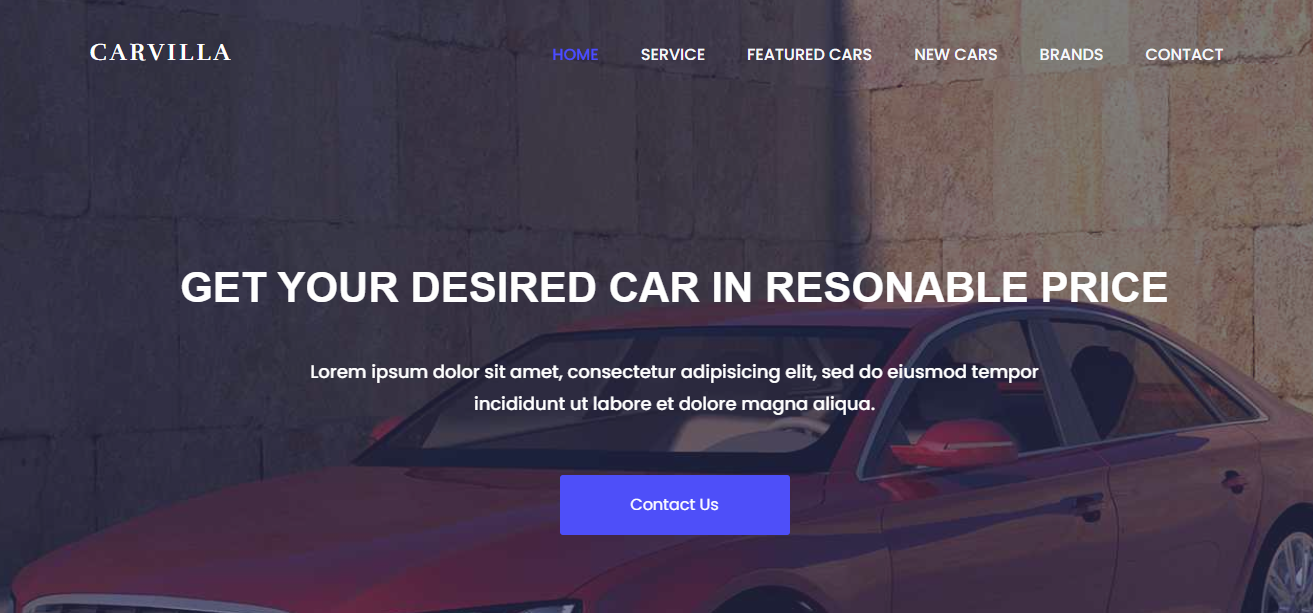 CARVILLA
HOME SERVICE FEATURED CARS NEW CARS BRANDS CONTACT
GET YOUR DESIRED CAR IN RESONABLE PRICE
Lorem ipsum dolor sit amet, consectetur adipisicing elit, sed do eiusmod tempor
incididunt ut labore et dolore magna aliqua.
Contact Us